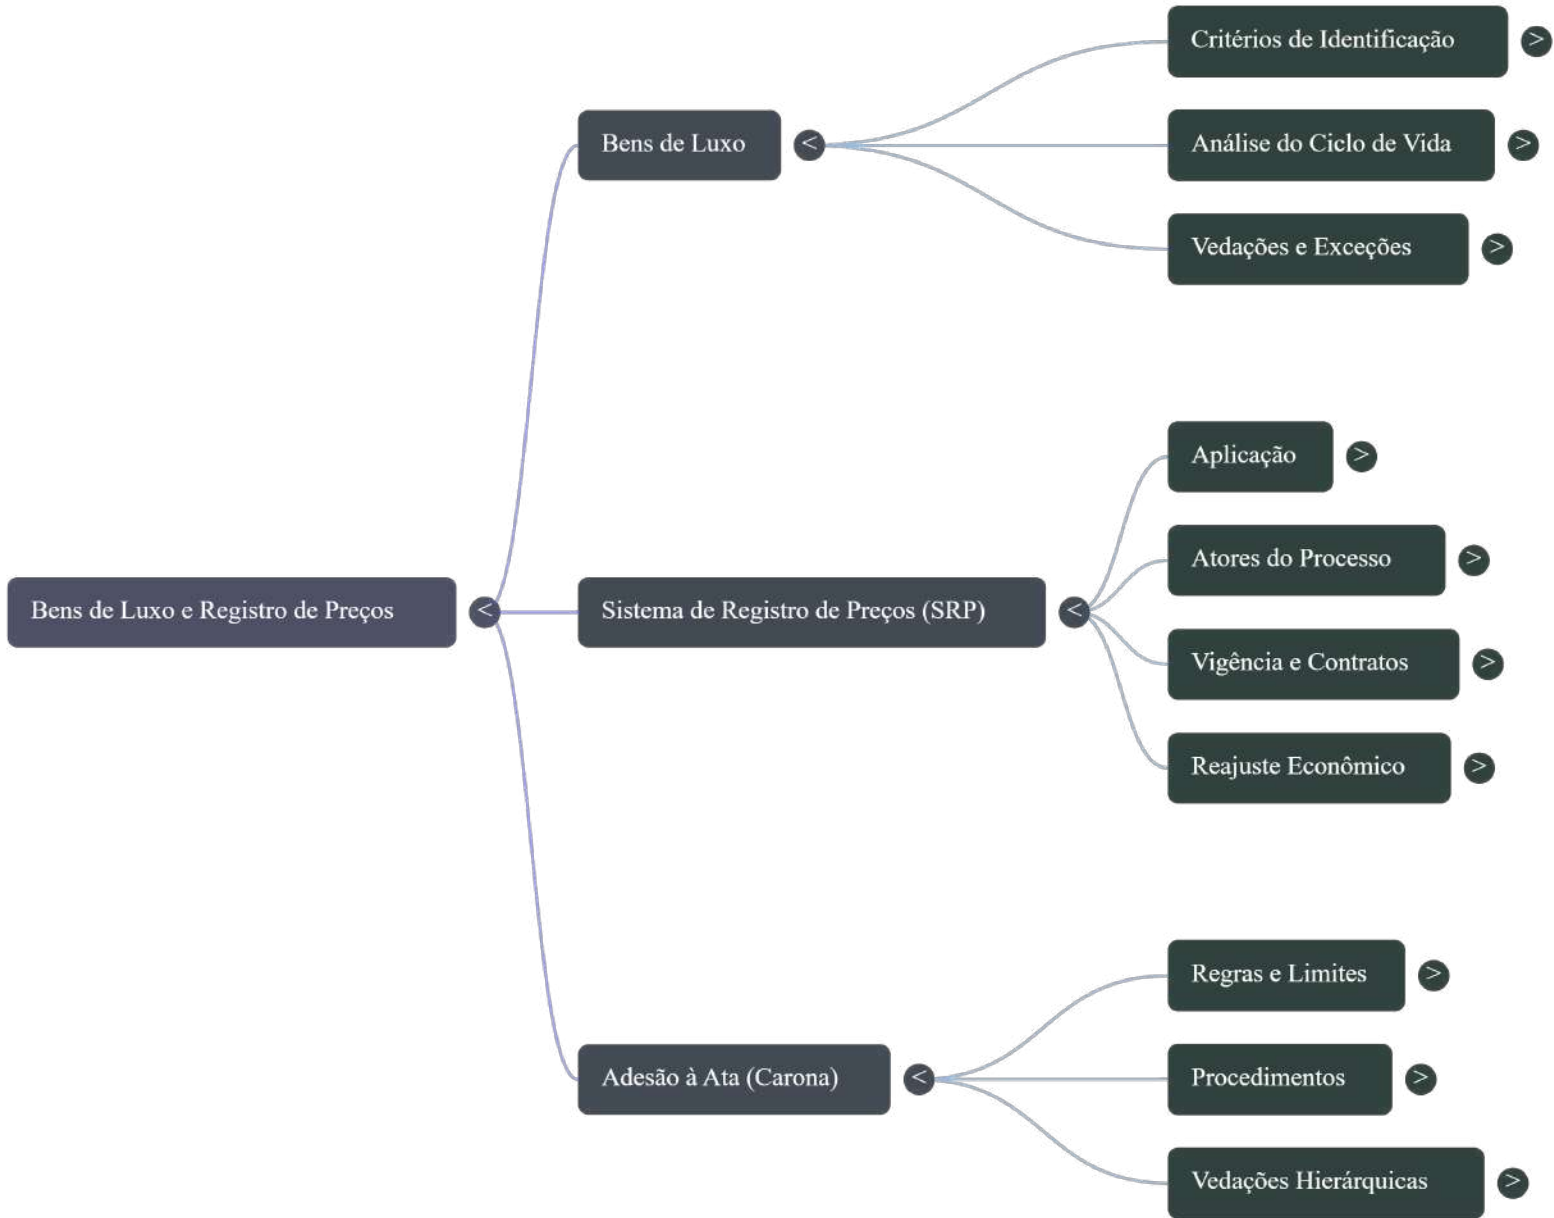 Bens de Luxo e Registro de Preços
<
Bens de Luxo
<
Critérios de Identificação
>
Análise do Ciclo de Vida
>
Vedações e Exceções
>
Sistema de Registro de Preços (SRP)
<
Aplicação
>
Atores do Processo
>
Vigência e Contratos
>
Reajuste Econômico
>
Adesão à Ata (Carona)
<
Regras e Limites
>
Procedimentos
>
Vedações Hierárquicas
>